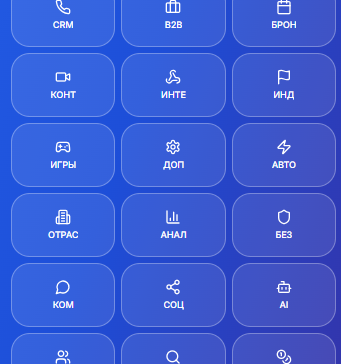 CRM
B2B
БРОН
КОНТ
ИНТЕ
ИНД
ИГРЫ
ДОП
АВТО
ОТРАС
АНАЛ
БЕЗ
КОМ
СОЦ
AI